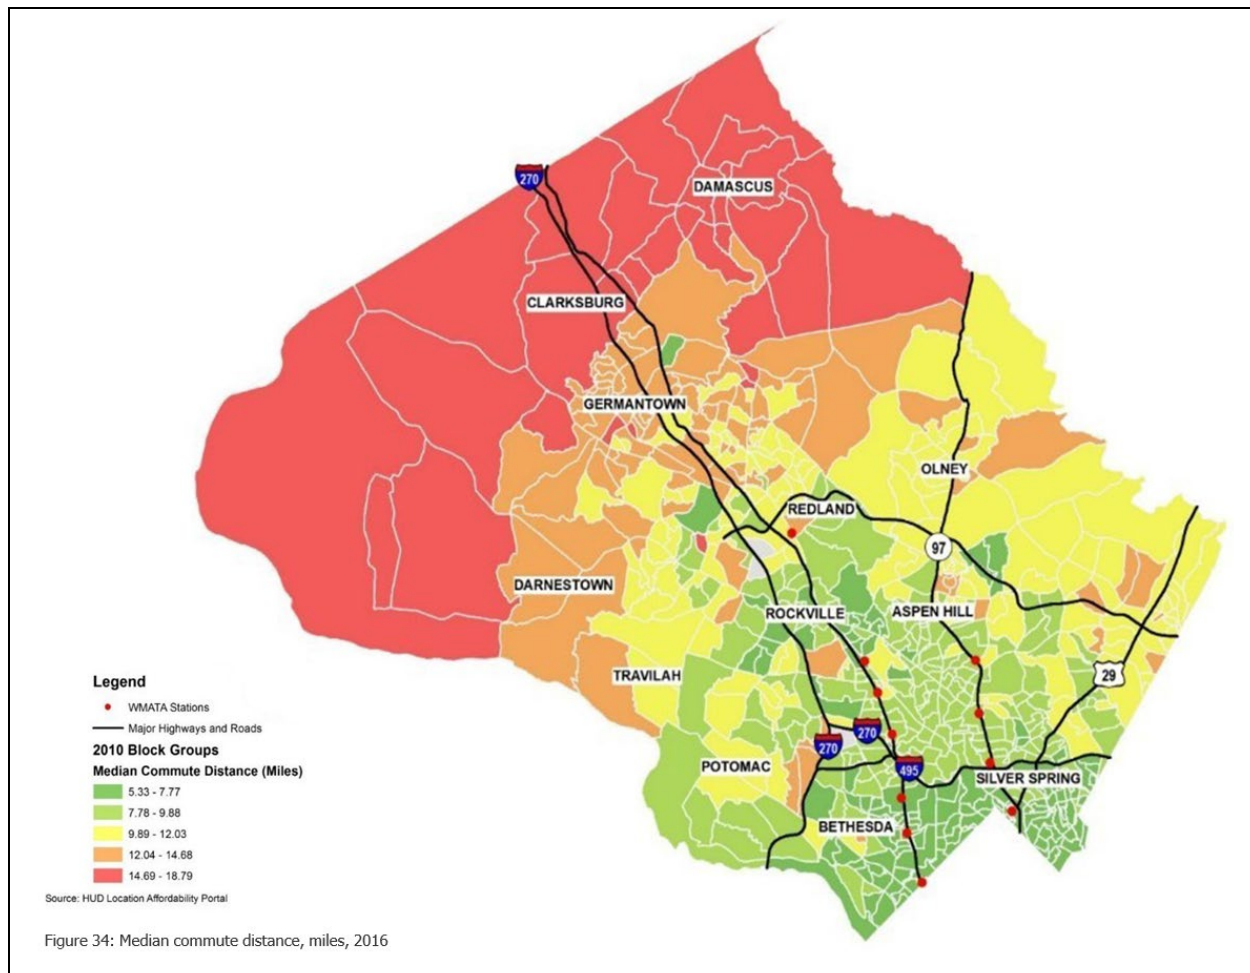 270
DAMASCUS
CLARKSBURG
GERMANTOWN
OLNEY
REDLAND
97
DARNESTOWN
ROCKVILLE
ASPEN HILL
TRAVILAH
29
270
270
POTOMAC
495
SILVER SPRING
BETHESDA
Legend
WMATA Stations
Major Highways and Roads
2010 Block Groups
Median Commute Distance (Miles)
5.33 - 7.77
7.78 - 9.88
9.89 - 12.03
12.04 - 14.68
14.69 - 18.79
Source: HUD Location Affordability Portal
Figure 34: Median commute distance, miles, 2016